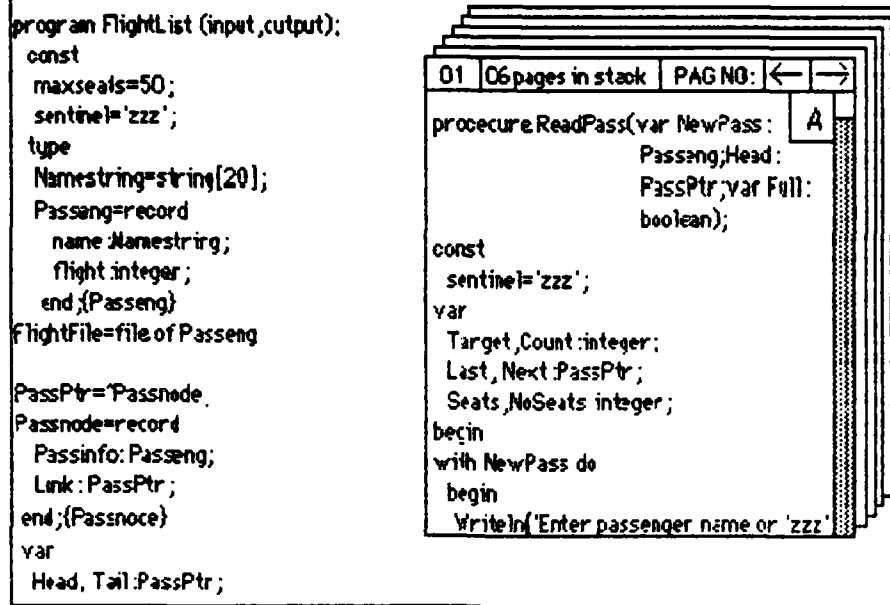 program FlightList (input,cutput);
const
maxseals=50;
sentinel='zzz';
type
Namestring=string[20];
Passang=record
name:Namestrirg;
flight:integer;
end;{Passeng}
FlightFile=file of Passeng
PassPtr=^Passnode.
Passnode=record
Passinfo: Passeng;
Link: PassPtr;
end;{Passnoce}
var
Head, Tail:PassPtr;
01 06 pages in stack PAG NO: ← →
A
procecure ReadPass(var NewPass:
Passeng;Head:
PassPtr;var Full:
boolean);
const
sentinel='zzz';
var
Target,Count:integer;
Last, Next:PassPtr;
Seats,NoSeats integer;
begin
with NewPass do
begin
Writeln('Enter passenger name or 'zzz'